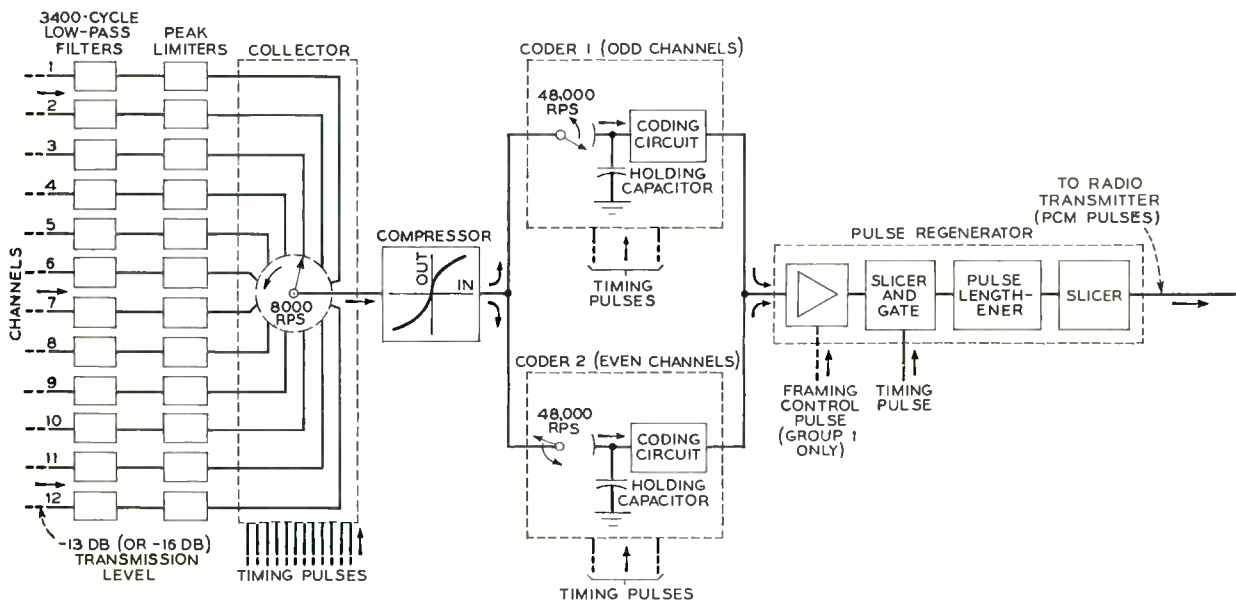 3400-CYCLE
LOW-PASS
FILTERS
PEAK
LIMITERS
COLLECTOR
CHANNELS
1
2
3
4
5
6
7
8
9
10
11
12
8000
RPS
-13 DB (OR -16 DB)
TRANSMISSION
LEVEL
TIMING PULSES
COMPRESSOR
OUT
IN
CODER 1 (ODD CHANNELS)
48,000
RPS
CODING
CIRCUIT
HOLDING
CAPACITOR
TIMING
PULSES
CODER 2 (EVEN CHANNELS)
48,000
RPS
CODING
CIRCUIT
HOLDING
CAPACITOR
TIMING PULSES
TO RADIO
TRANSMITTER
(PCM PULSES)
PULSE REGENERATOR
SLICER
AND
GATE
PULSE
LENGTH-
ENER
SLICER
FRAMING
CONTROL
PULSE
(GROUP 1
ONLY)
TIMING
PULSE